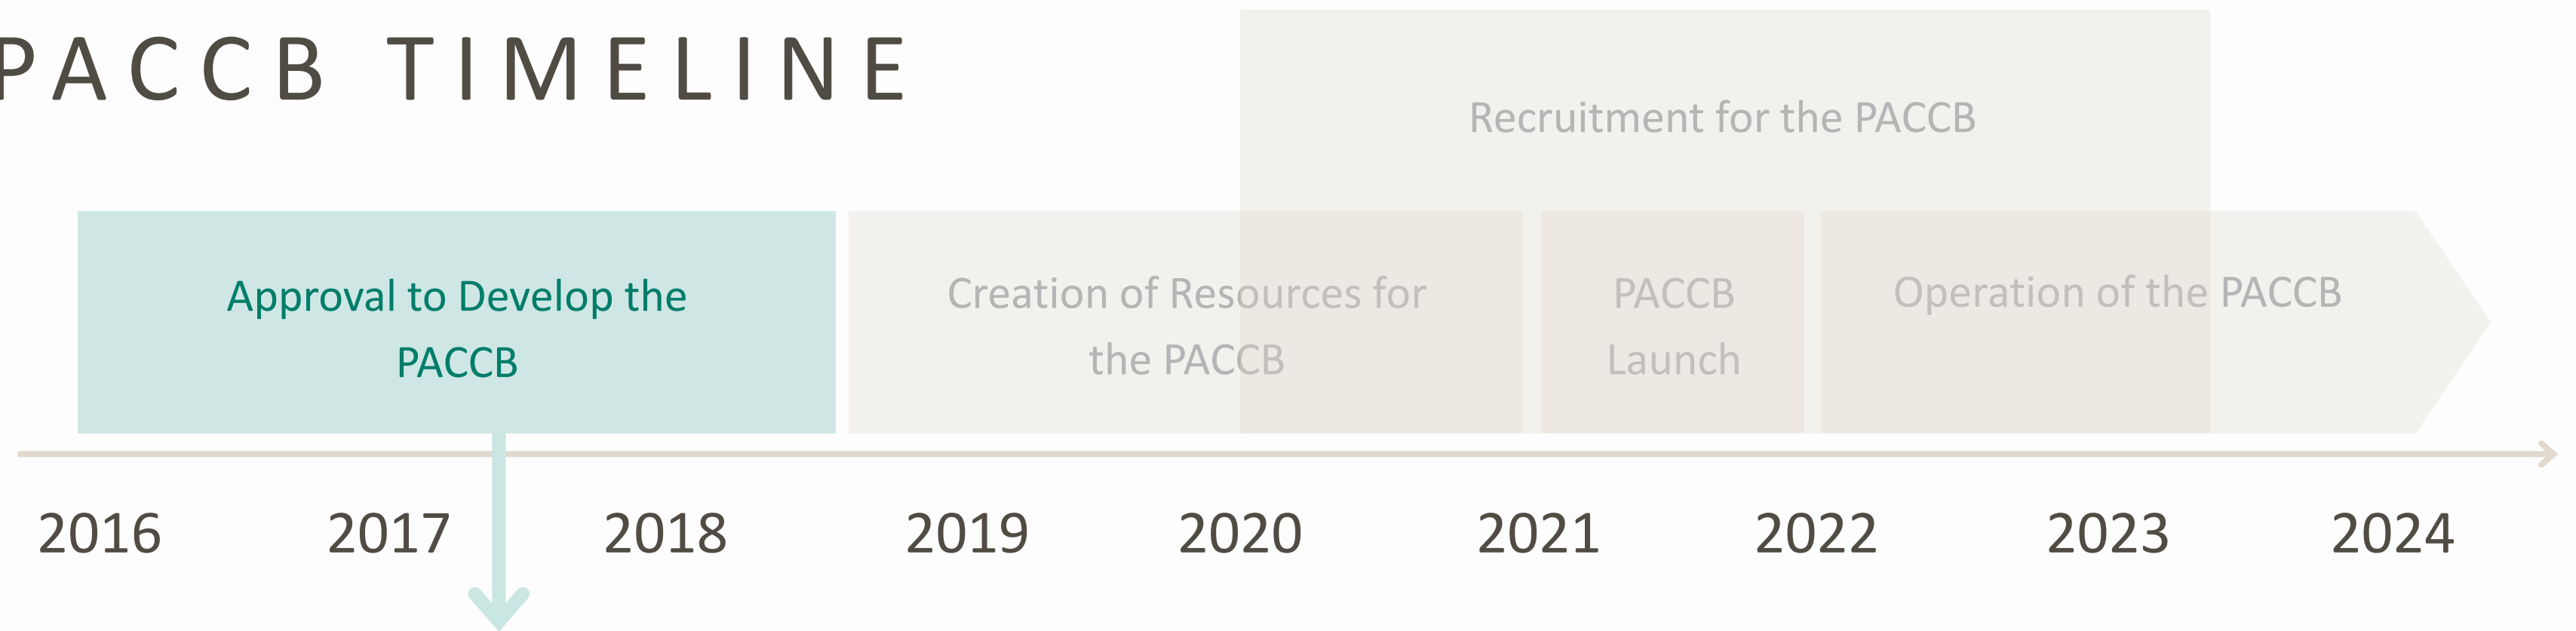 PACCB TIMELINE
Recruitment for the PACCB
Approval to Develop the
PACCB
Creation of Resources for
the PACCB
PACCB
Launch
Operation of the PACCB
2016 2017 2018 2019 2020 2021 2022 2023 2024